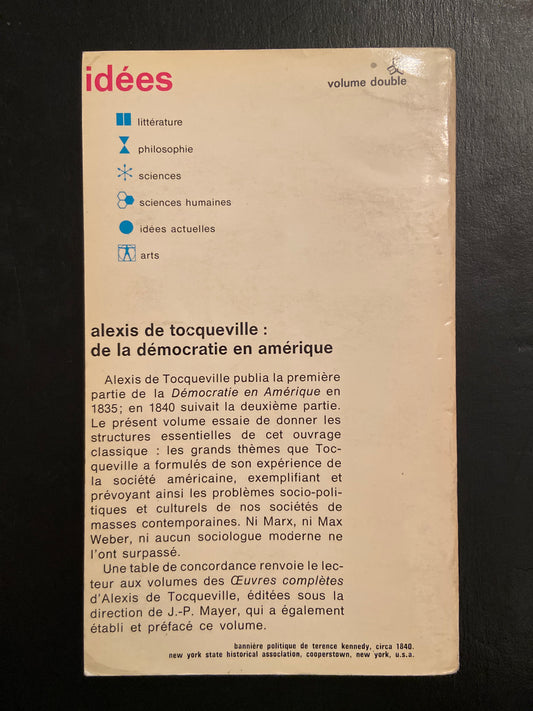 idées
volume double
littérature
philosophie
sciences
sciences humaines
idées actuelles
arts
alexis de tocqueville :
de la démocratie en amérique
Alexis de Tocqueville publia la première
partie de la Démocratie en Amérique en
1835; en 1840 suivait la deuxième partie.
Le présent volume essaie de donner les
structures essentielles de cet ouvrage
classique : les grands thèmes que Toc-
queville a formulés de son expérience de
la société américaine, exemplifiant et
prévoyant ainsi les problèmes socio-poli-
tiques et culturels de nos sociétés de
masses contemporaines. Ni Marx, ni Max
Weber, ni aucun sociologue moderne ne
l'ont surpassé.
Une table de concordance renvoie le lec-
teur aux volumes des Œuvres complètes
d'Alexis de Tocqueville, éditées sous la
direction de J.-P. Mayer, qui a également
établi et préfacé ce volume.
bannière politique de terence kennedy, circa 1840.
new york state historical association, cooperstown, new york, u.s.a.